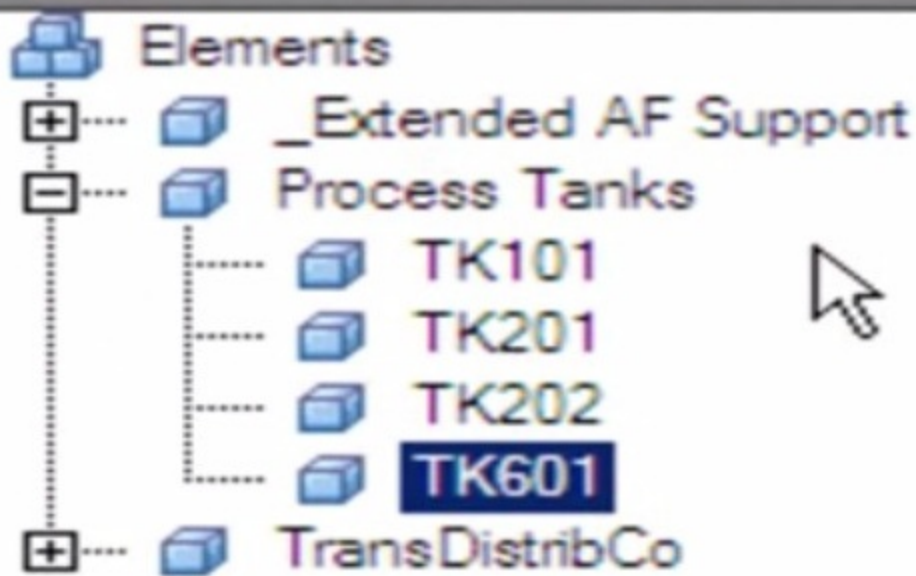 Elements
_Extended AF Support
Process Tanks
TK101
TK201
TK202
TK601
TransDistribCo